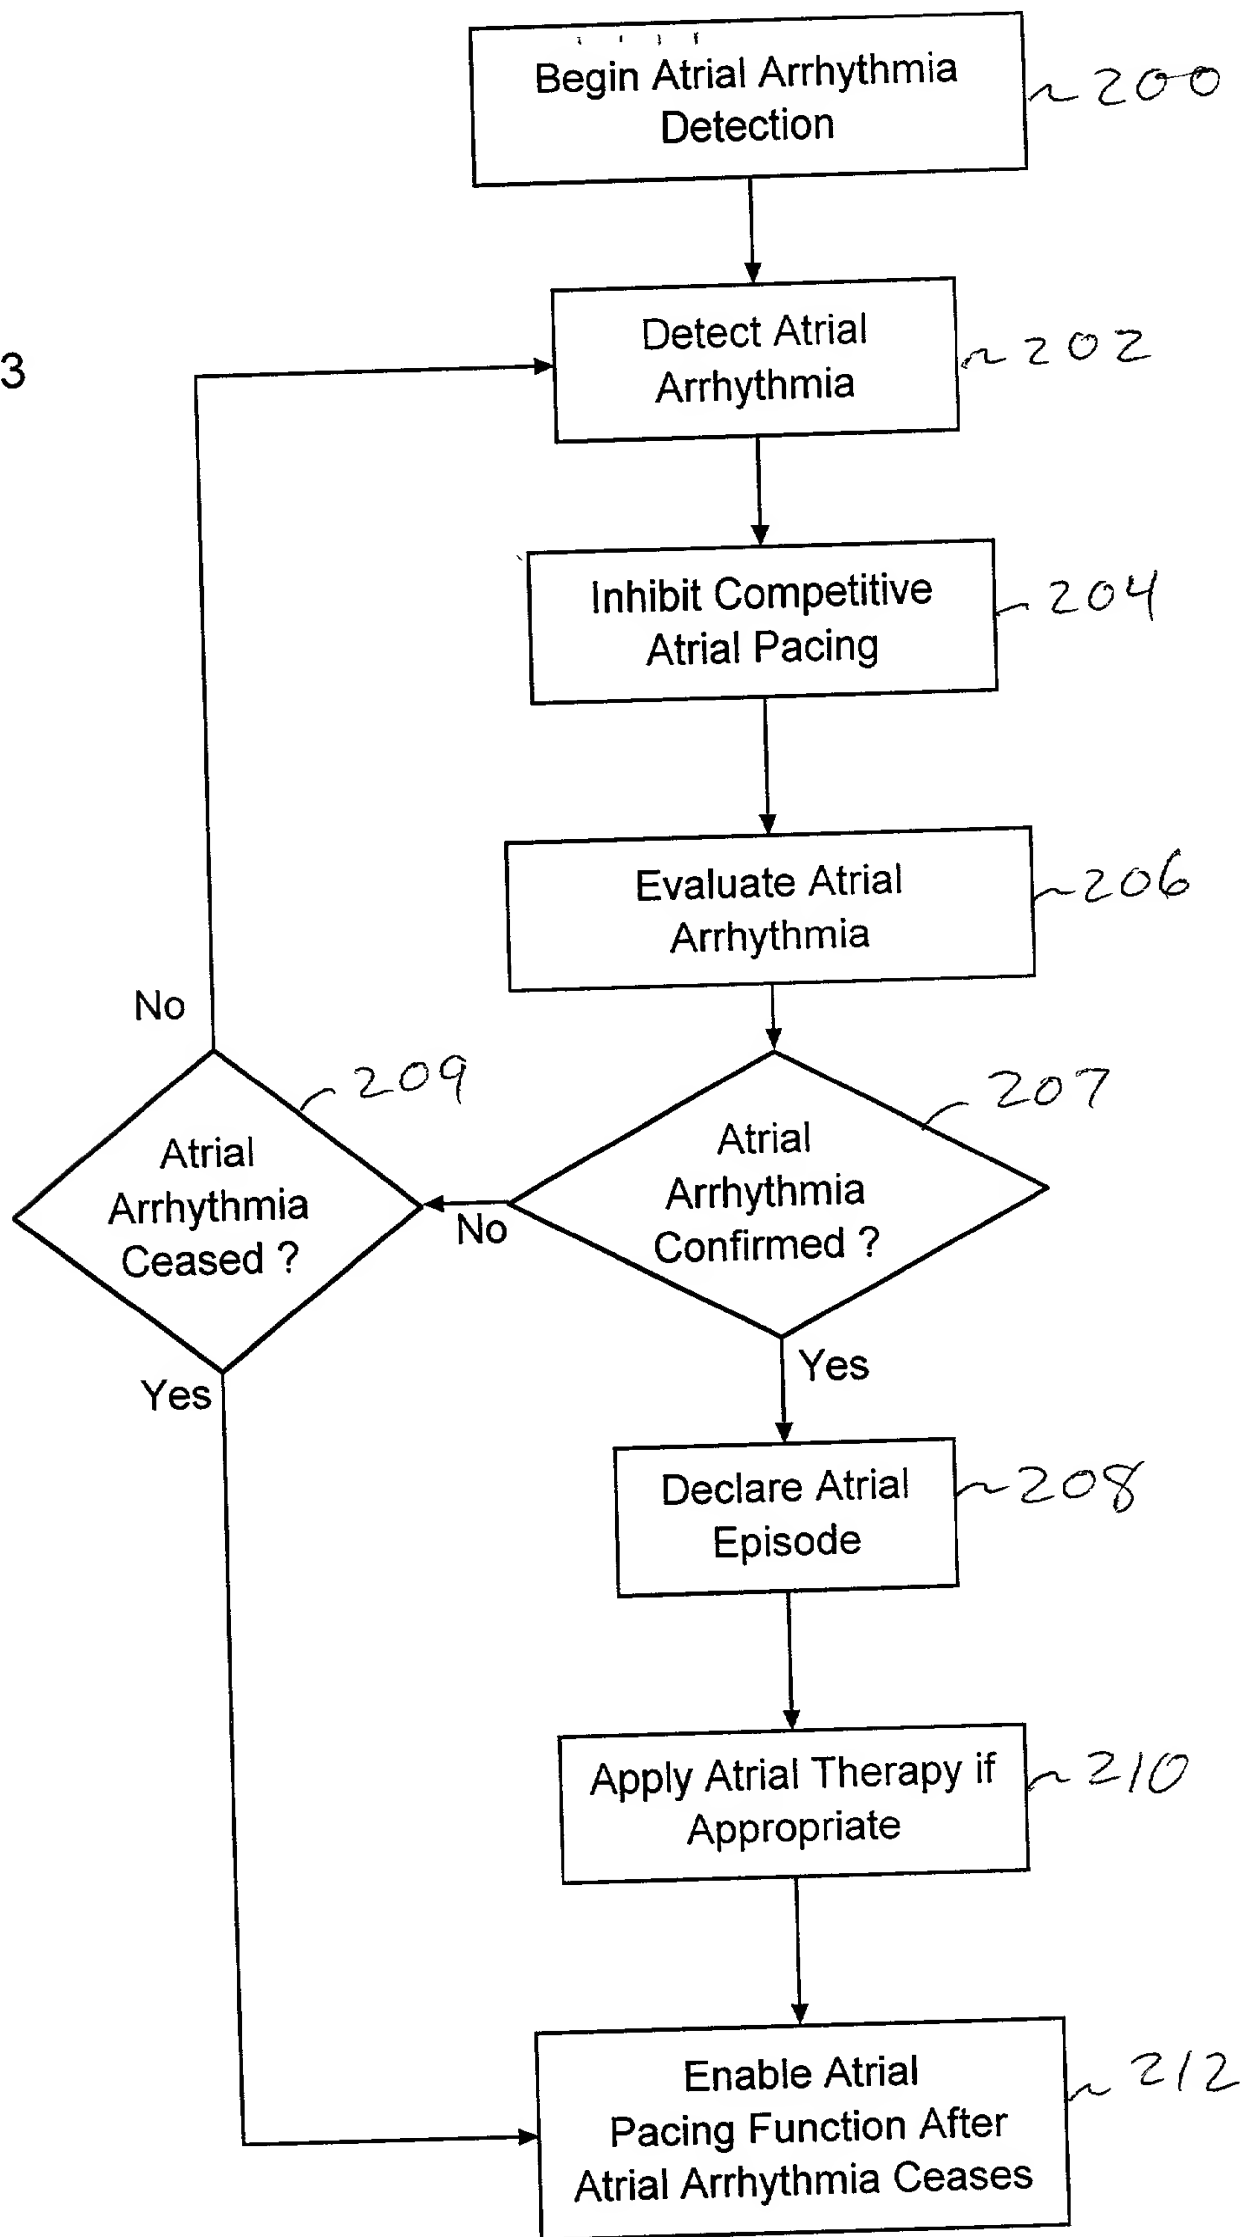 Begin Atrial Arrhythmia
Detection
200
3
Detect Atrial
Arrhythmia
202
Inhibit Competitive
Atrial Pacing
204
Evaluate Atrial
Arrhythmia
206
No
209
207
Atrial
Arrhythmia
Ceased ?
No
Atrial
Arrhythmia
Confirmed ?
Yes
Yes
Declare Atrial
Episode
208
Apply Atrial Therapy if
Appropriate
210
Enable Atrial
Pacing Function After
Atrial Arrhythmia Ceases
212